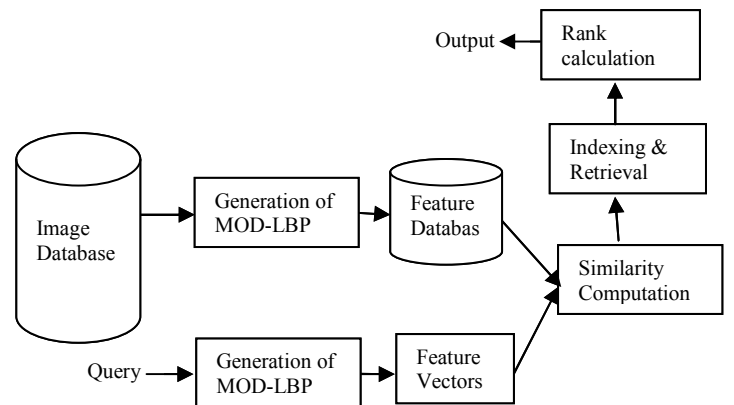 Output
Rank
calculation
Indexing &
Retrieval
Image
Database
Generation of
MOD-LBP
Feature
Databas
Similarity
Computation
Query
Generation of
MOD-LBP
Feature
Vectors